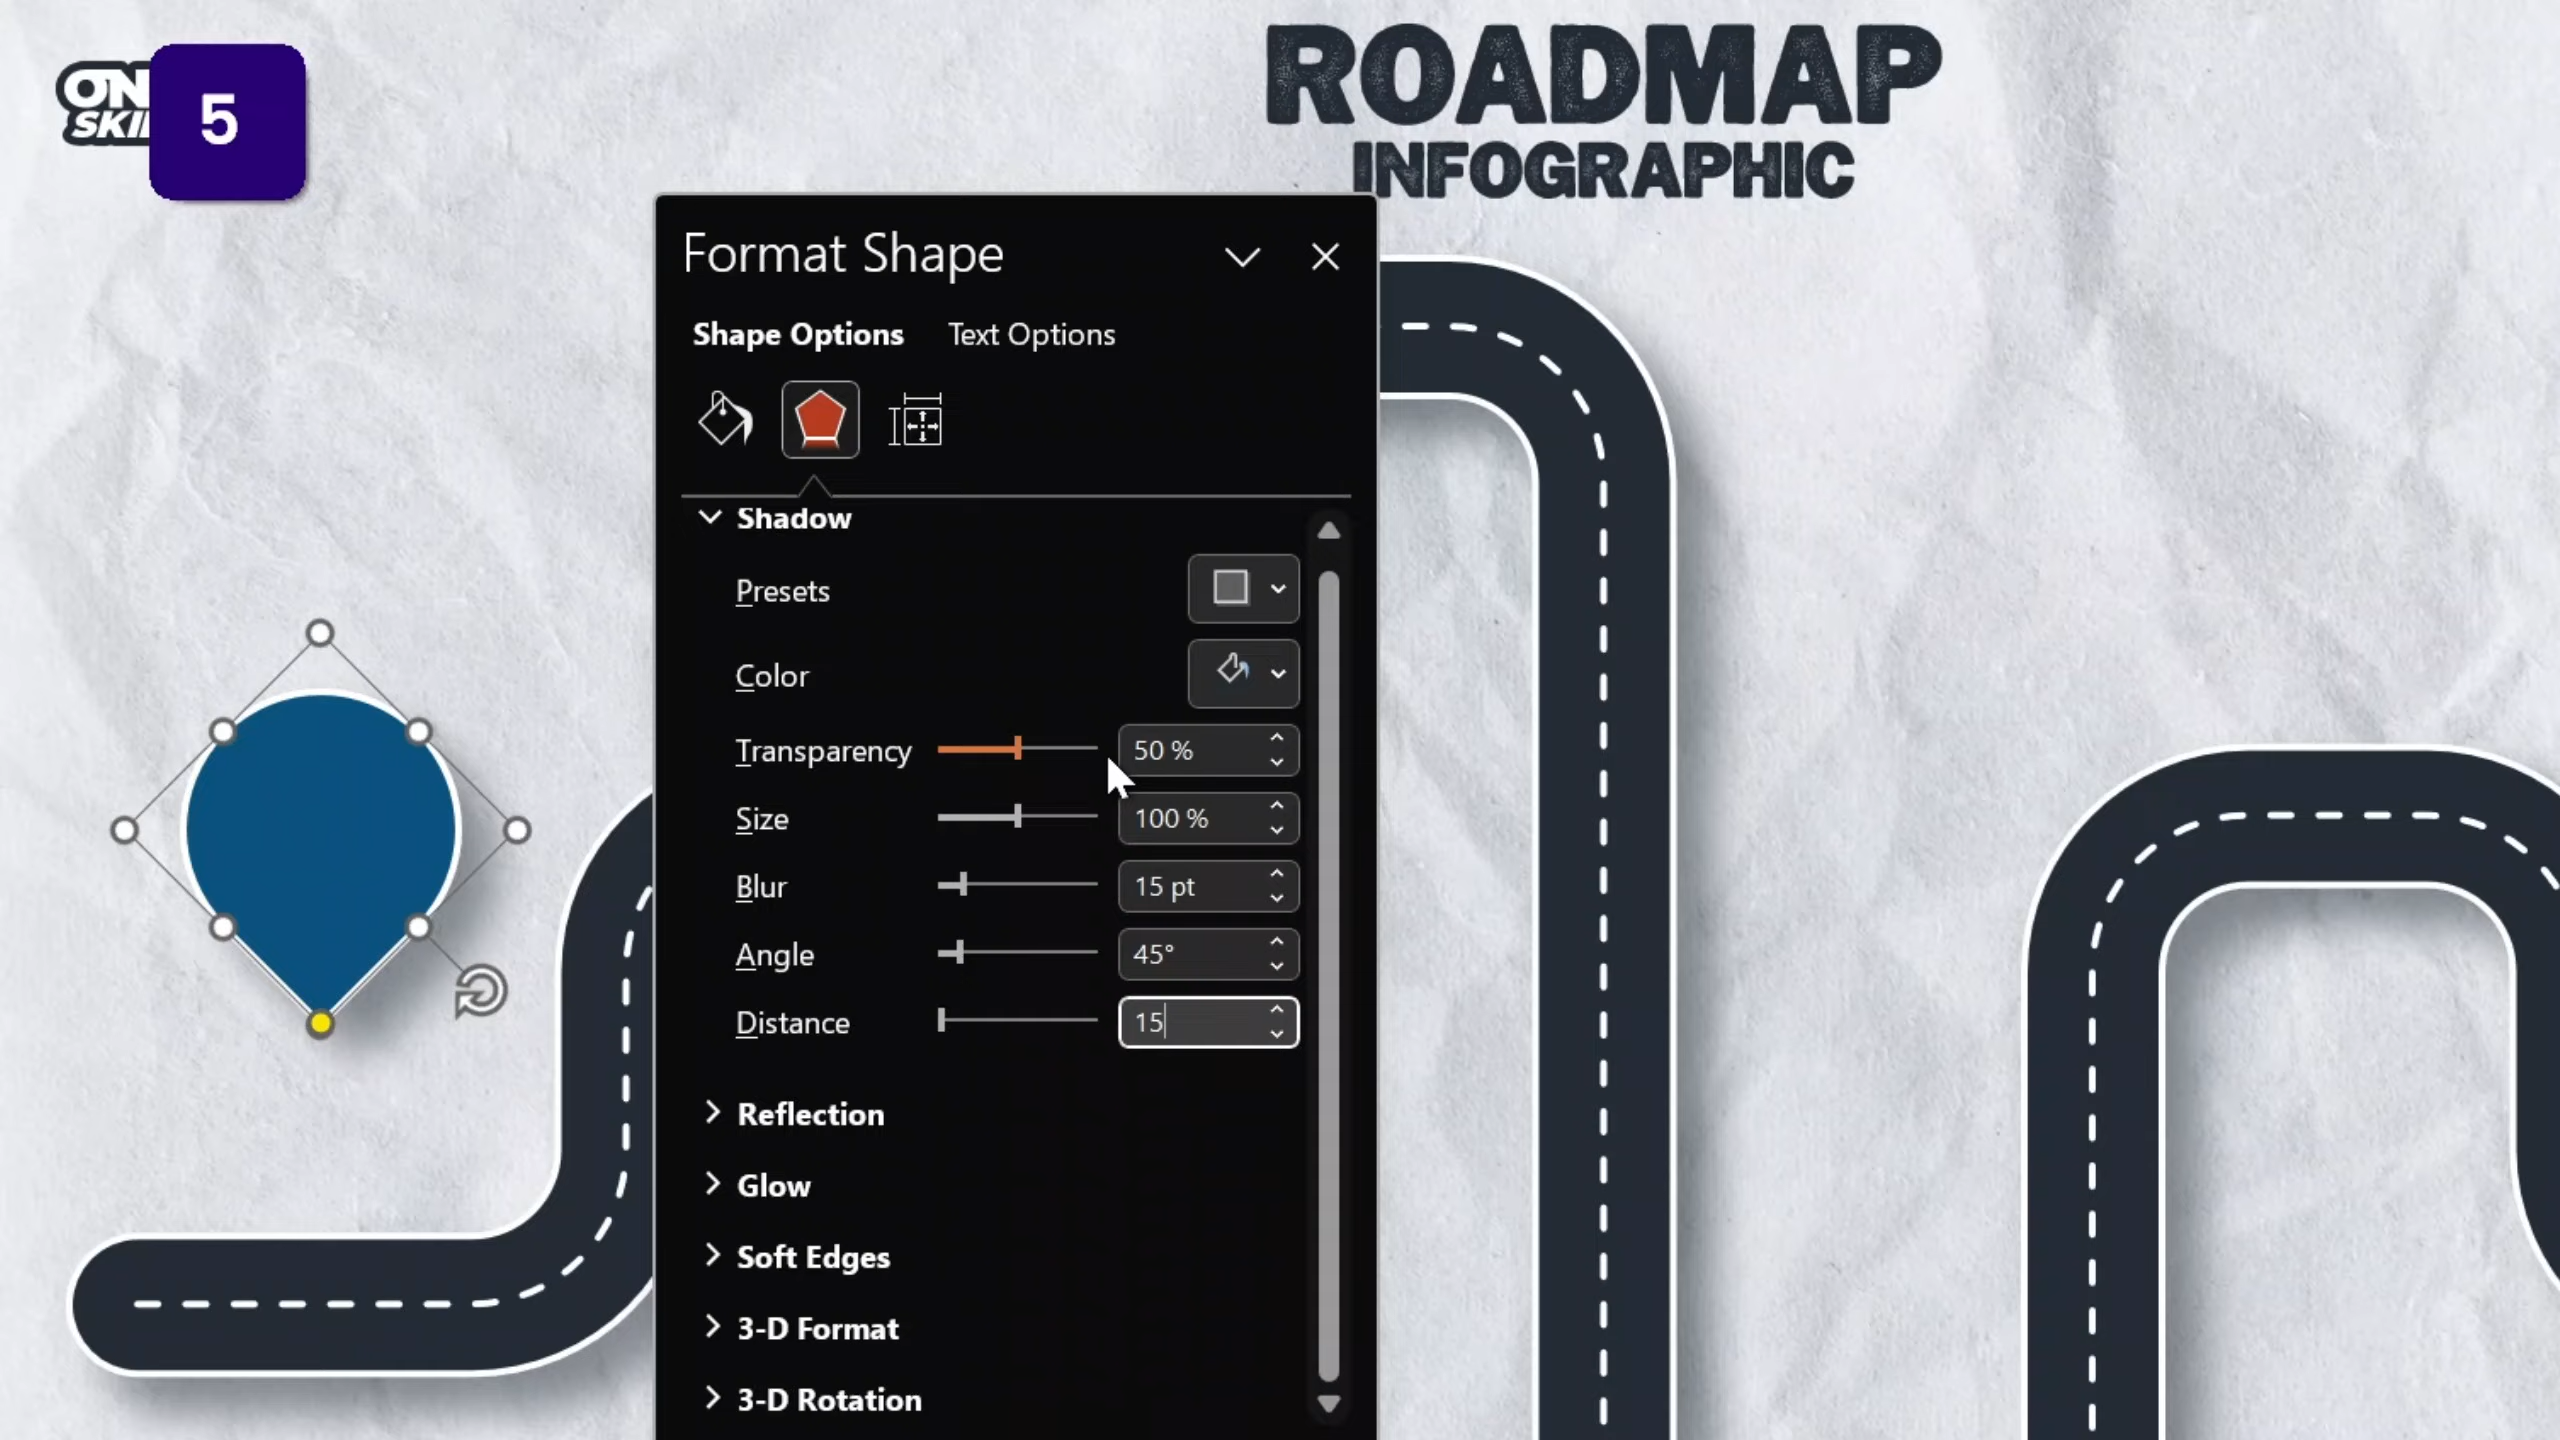 ROADMAP
INFOGRAPHIC
ON
SKI
5
Format Shape
Shape Options Text Options
Shadow
Presets
Color
Transparency 50 %
Size 100 %
Blur 15 pt
Angle 45°
Distance 15
Reflection
Glow
Soft Edges
3-D Format
3-D Rotation